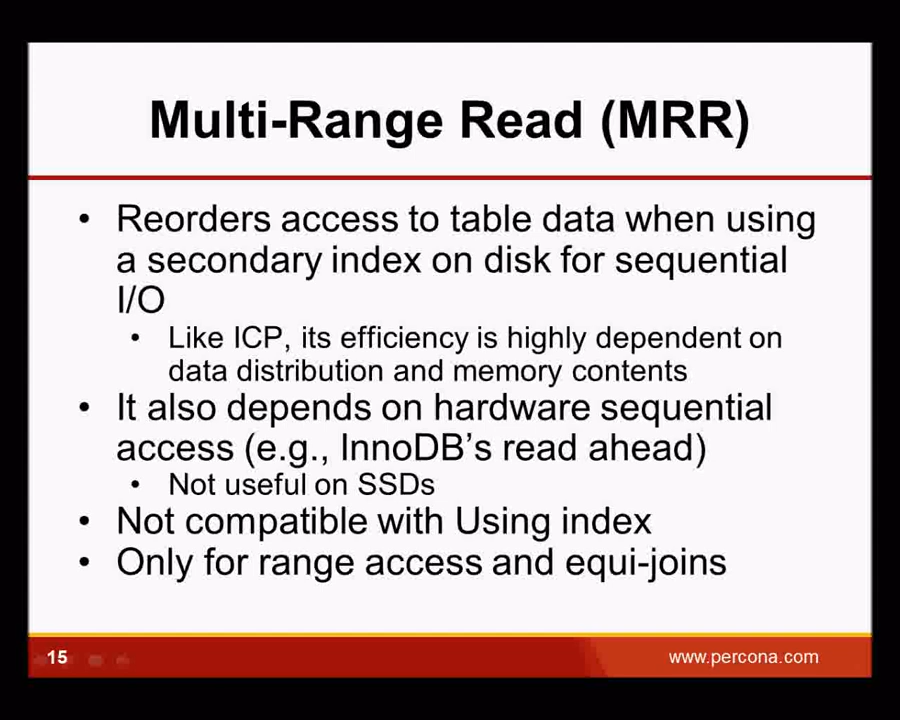 Multi-Range Read (MRR)
• Reorders access to table data when using
a secondary index on disk for sequential
I/O
• Like ICP, its efficiency is highly dependent on
data distribution and memory contents
• It also depends on hardware sequential
access (e.g., InnoDB’s read ahead)
• Not useful on SSDs
• Not compatible with Using index
• Only for range access and equi-joins
15
www.percona.com